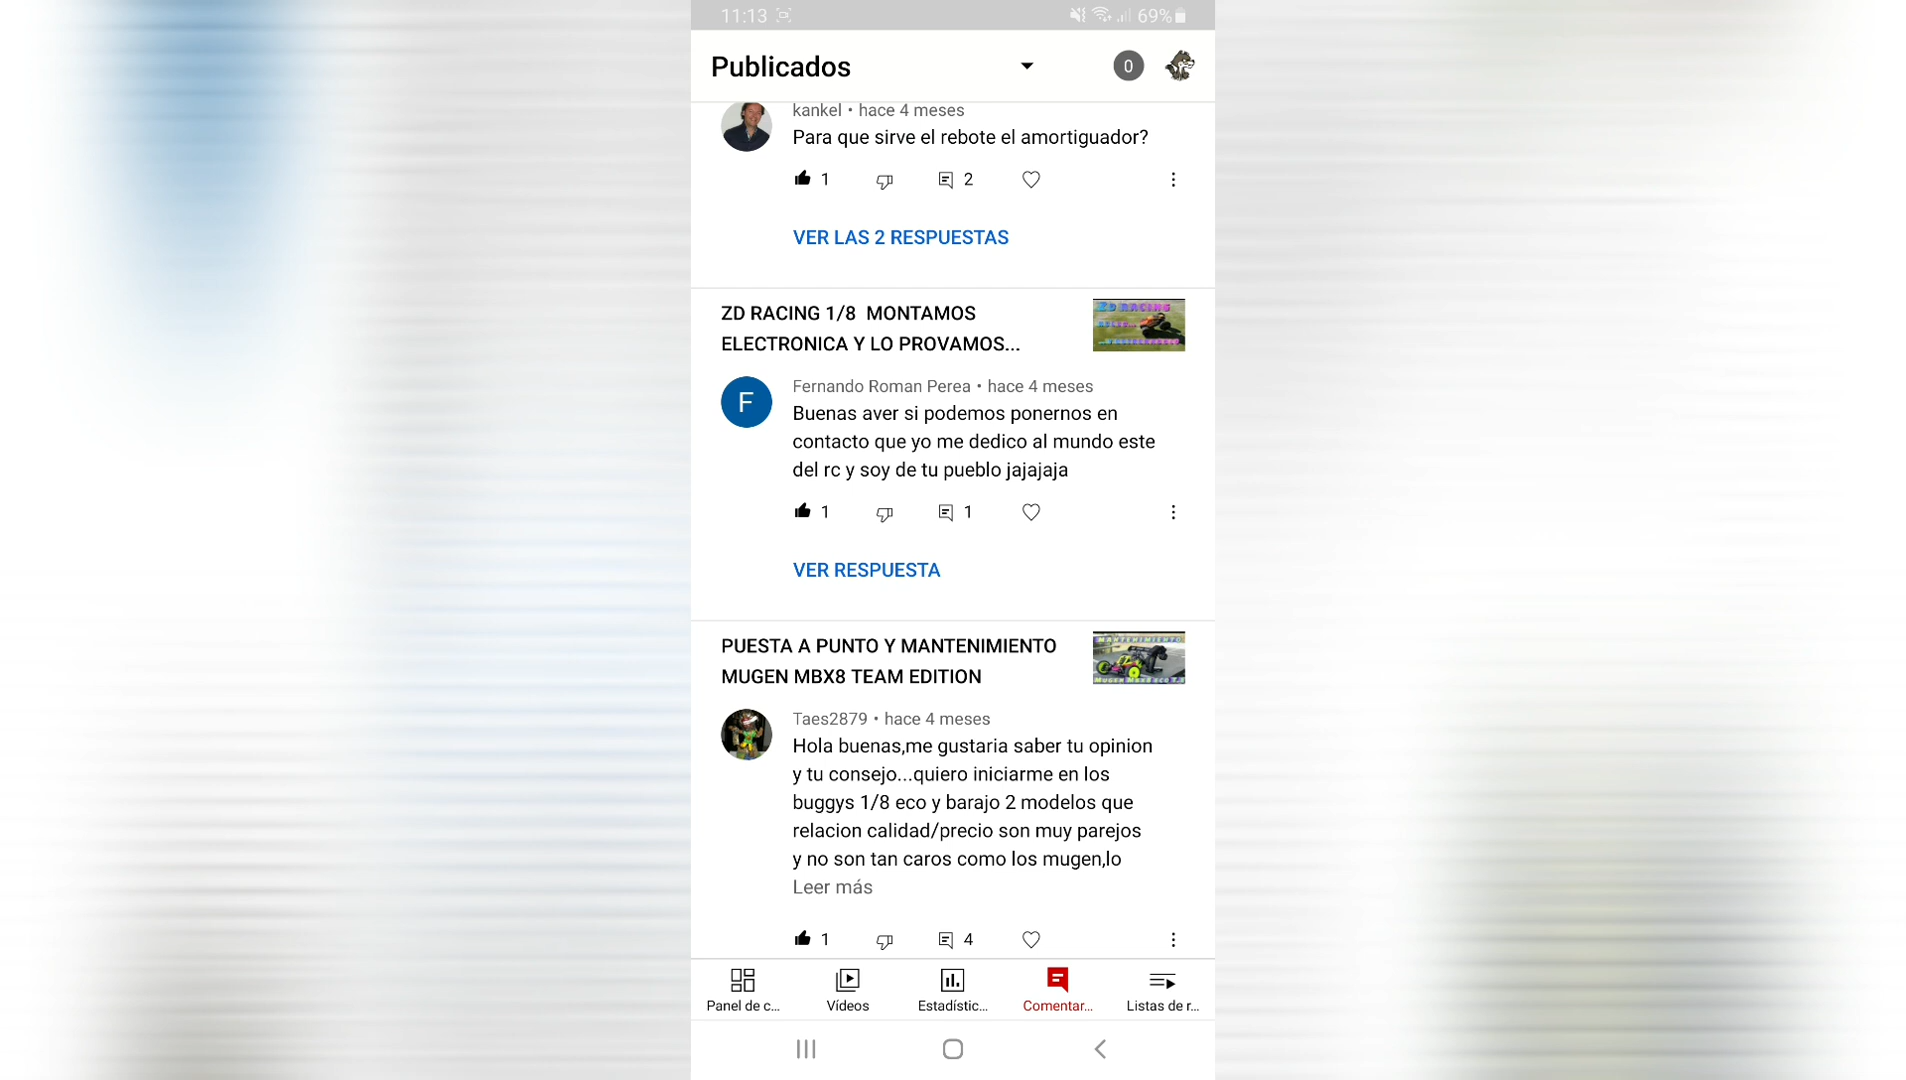 11:13
69%
Publicados
0
kankel • hace 4 meses
Para que sirve el rebote el amortiguador?
1
2
VER LAS 2 RESPUESTAS
ZD RACING 1/8 MONTAMOS
ELECTRONICA Y LO PROVAMOS...
ZD RACING
Fernando Roman Perea • hace 4 meses
F
Buenas aver si podemos ponernos en
contacto que yo me dedico al mundo este
del rc y soy de tu pueblo jajajaja
1
1
VER RESPUESTA
PUESTA A PUNTO Y MANTENIMIENTO
MUGEN MBX8 TEAM EDITION
MANTENIMIENTO
Taes2879 • hace 4 meses
Hola buenas,me gustaria saber tu opinion
y tu consejo...quiero iniciarme en los
buggys 1/8 eco y barajo 2 modelos que
relacion calidad/precio son muy parejos
y no son tan caros como los mugen,lo
Leer más
1
4
Panel de c...
Vídeos
Estadístic...
Comentar...
Listas de r...